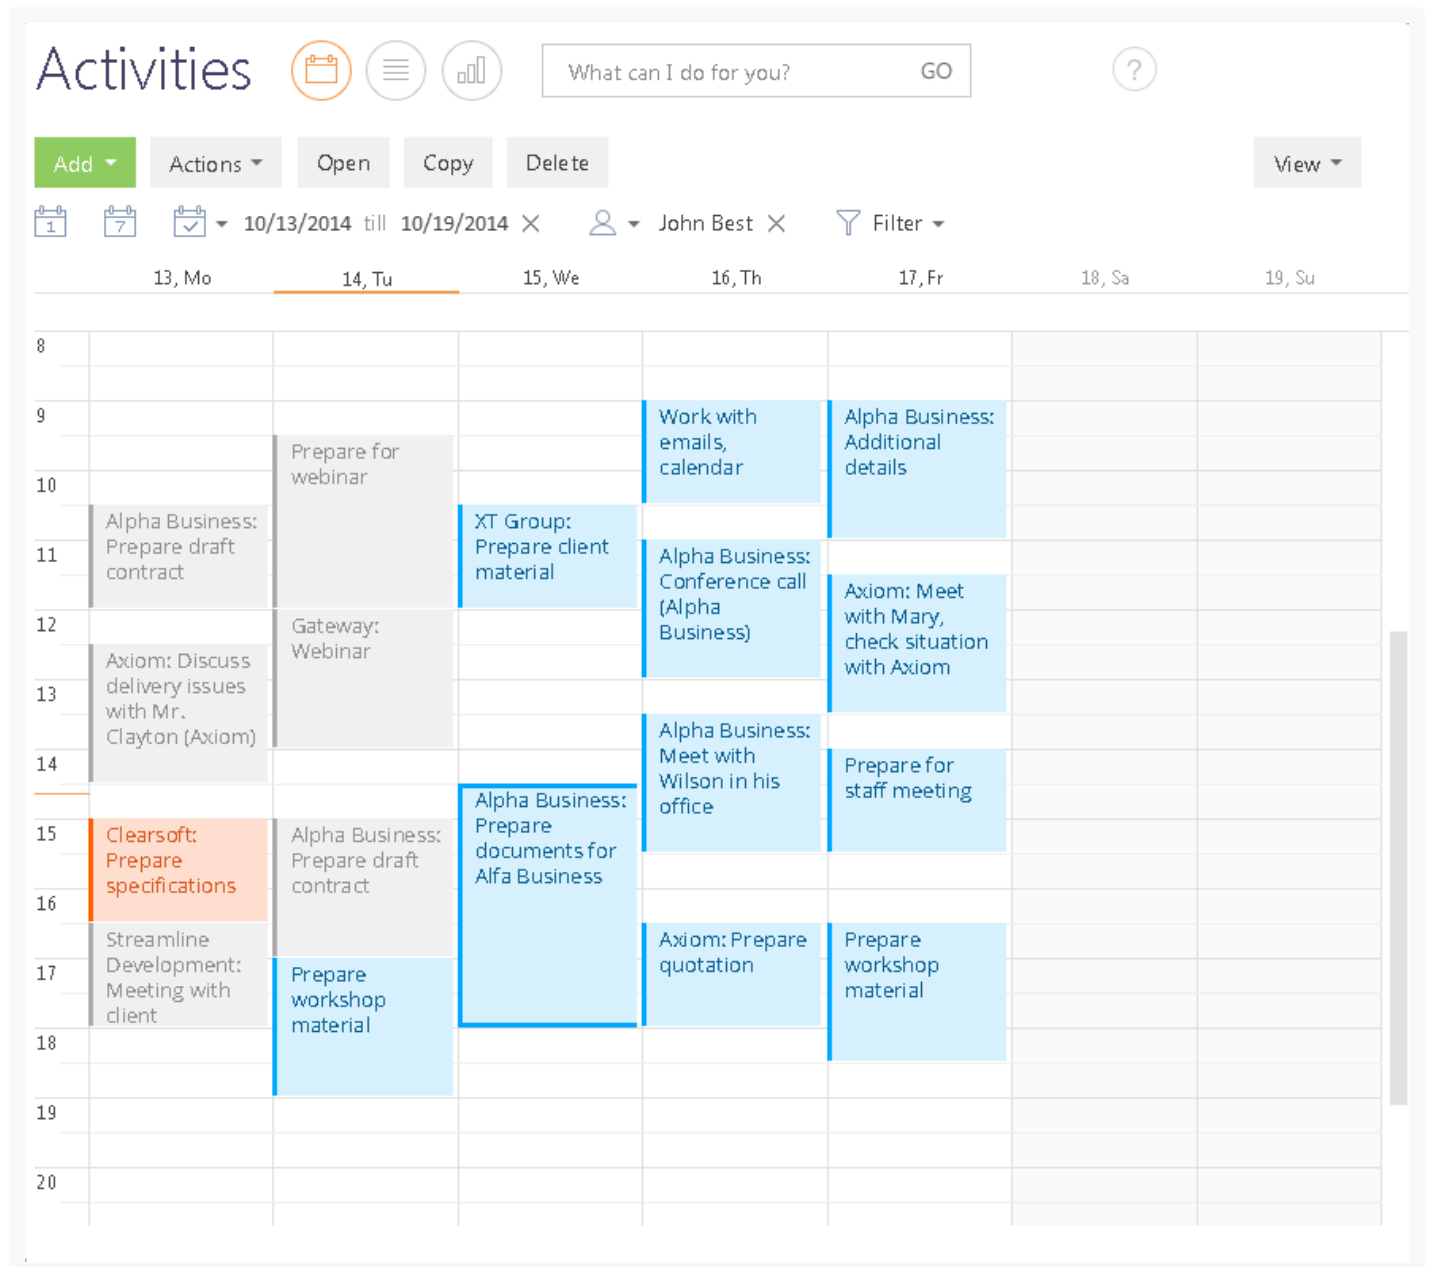 Activities
What can I do for you? GO
?
Add Actions Open Copy Delete View
1 7 10/13/2014 till 10/19/2014 John Best Filter
13, Mo 14, Tu 15, We 16, Th 17, Fr 18, Sa 19, Su
8
9
10
11
12
13
14
15
16
17
18
19
20
Alpha Business:
Prepare draft
contract
Axiom: Discuss
delivery issues
with Mr.
Clayton (Axiom)
Clearsoft:
Prepare
specifications
Streamline
Development:
Meeting with
client
Prepare for
webinar
Gateway:
Webinar
Alpha Business:
Prepare draft
contract
Prepare
workshop
material
XT Group:
Prepare client
material
Alpha Business:
Prepare
documents for
Alfa Business
Work with
emails,
calendar
Alpha Business:
Conference call
(Alpha
Business)
Alpha Business:
Meet with
Wilson in his
office
Axiom: Prepare
quotation
Alpha Business:
Additional
details
Axiom: Meet
with Mary,
check situation
with Axiom
Prepare for
staff meeting
Prepare
workshop
material